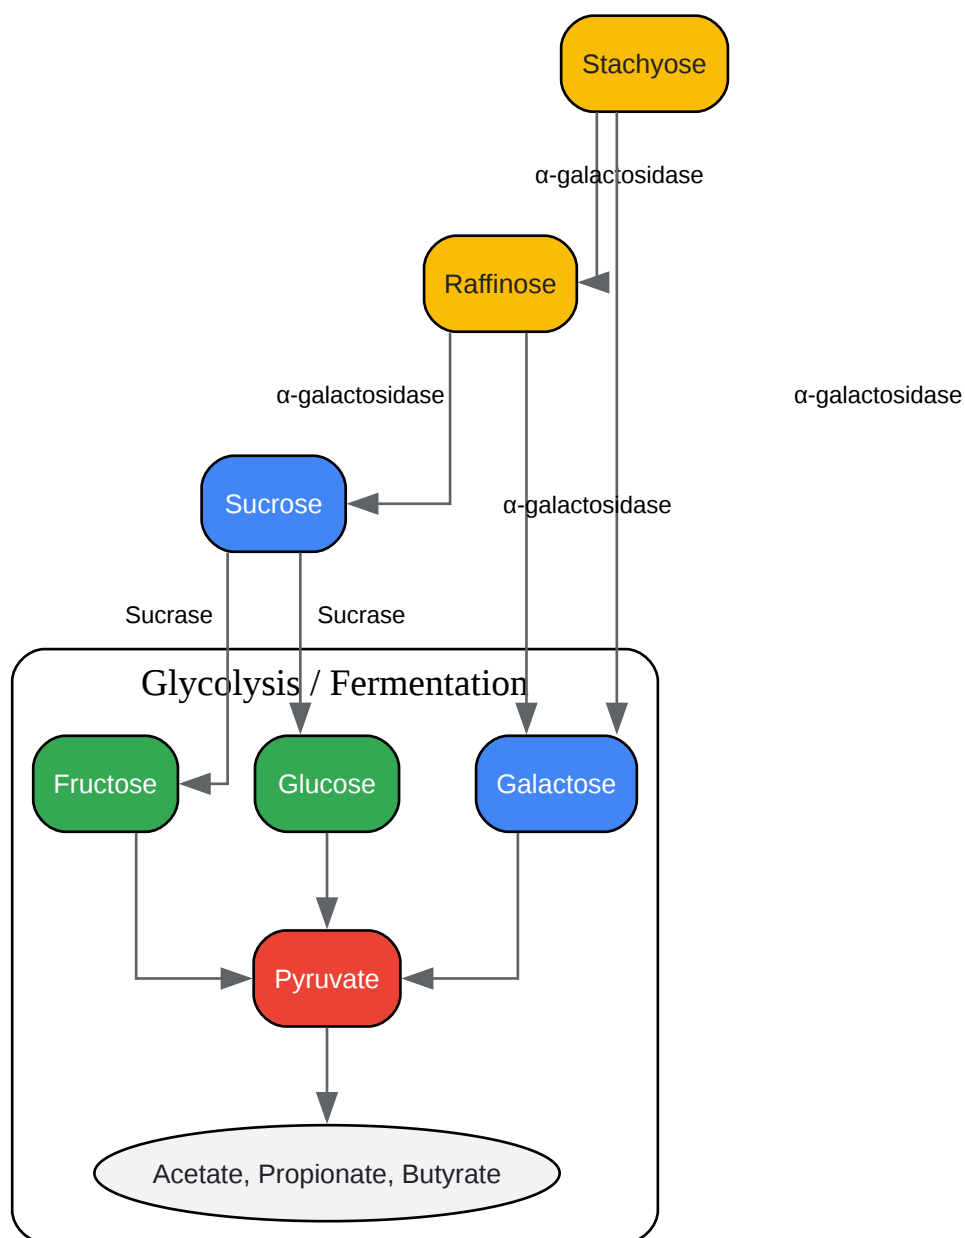 Stachyose
α-galactosidase
Raffinose
α-galactosidase
α-galactosidase
Sucrose
α-galactosidase
Sucrase
Sucrase
Glycolysis / Fermentation
Fructose
Glucose
Galactose
Pyruvate
Acetate, Propionate, Butyrate